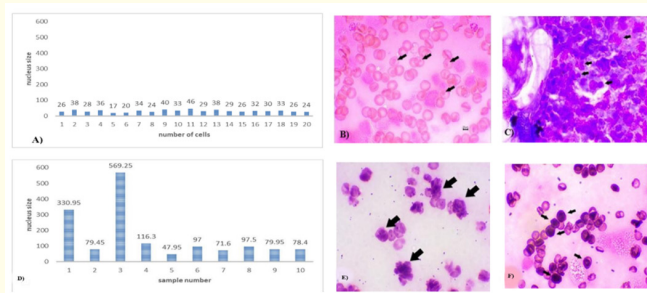 600
500
400
300
200
100
0
nucleus size
26 38 28 36 17 20 34 24 40 33 46 29 38 29 26 32 30 33 26 24
1 2 3 4 5 6 7 8 9 10 11 12 13 14 15 16 17 18 19 20
number of cells
A)
B)
C)
600
500
400
300
200
100
0
nucleus size
330.95 79.45 569.25 116.3 47.95 97 71.6 97.5 79.95 78.4
1 2 3 4 5 6 7 8 9 10
sample number
D)
E)
F)